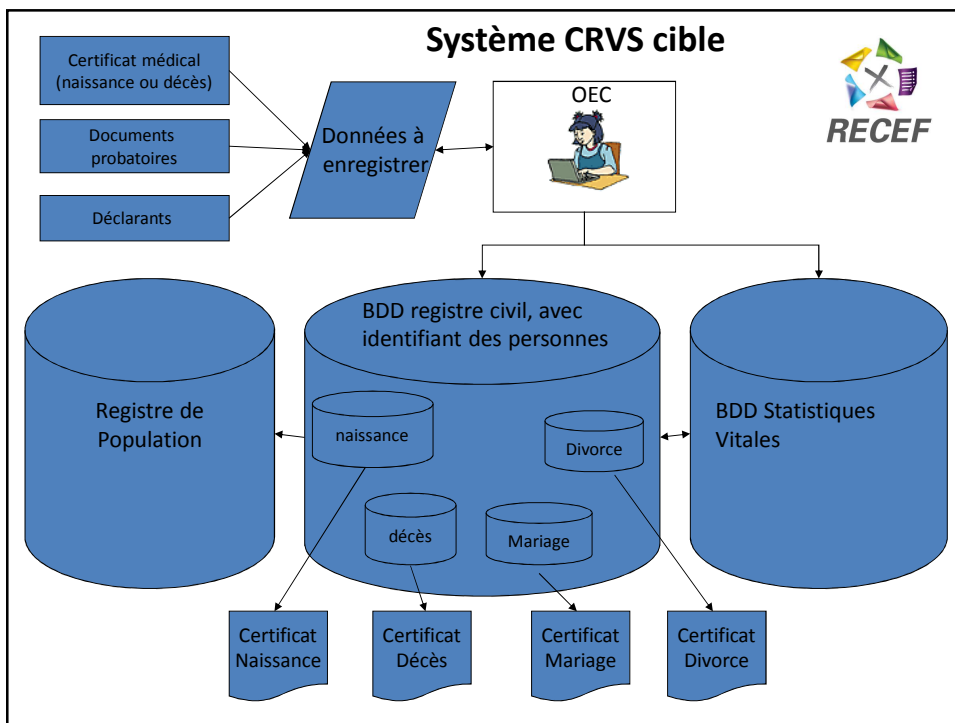 Système CRVS cible
RECEF
Certificat médical
(naissance ou décès)
Documents
probatoires
Déclarants
Données à
enregistrer
OEC
BDD registre civil, avec
identifiant des personnes
Registre de
Population
BDD Statistiques
Vitales
naissance
Divorce
décès
Mariage
Certificat
Naissance
Certificat
Décès
Certificat
Mariage
Certificat
Divorce